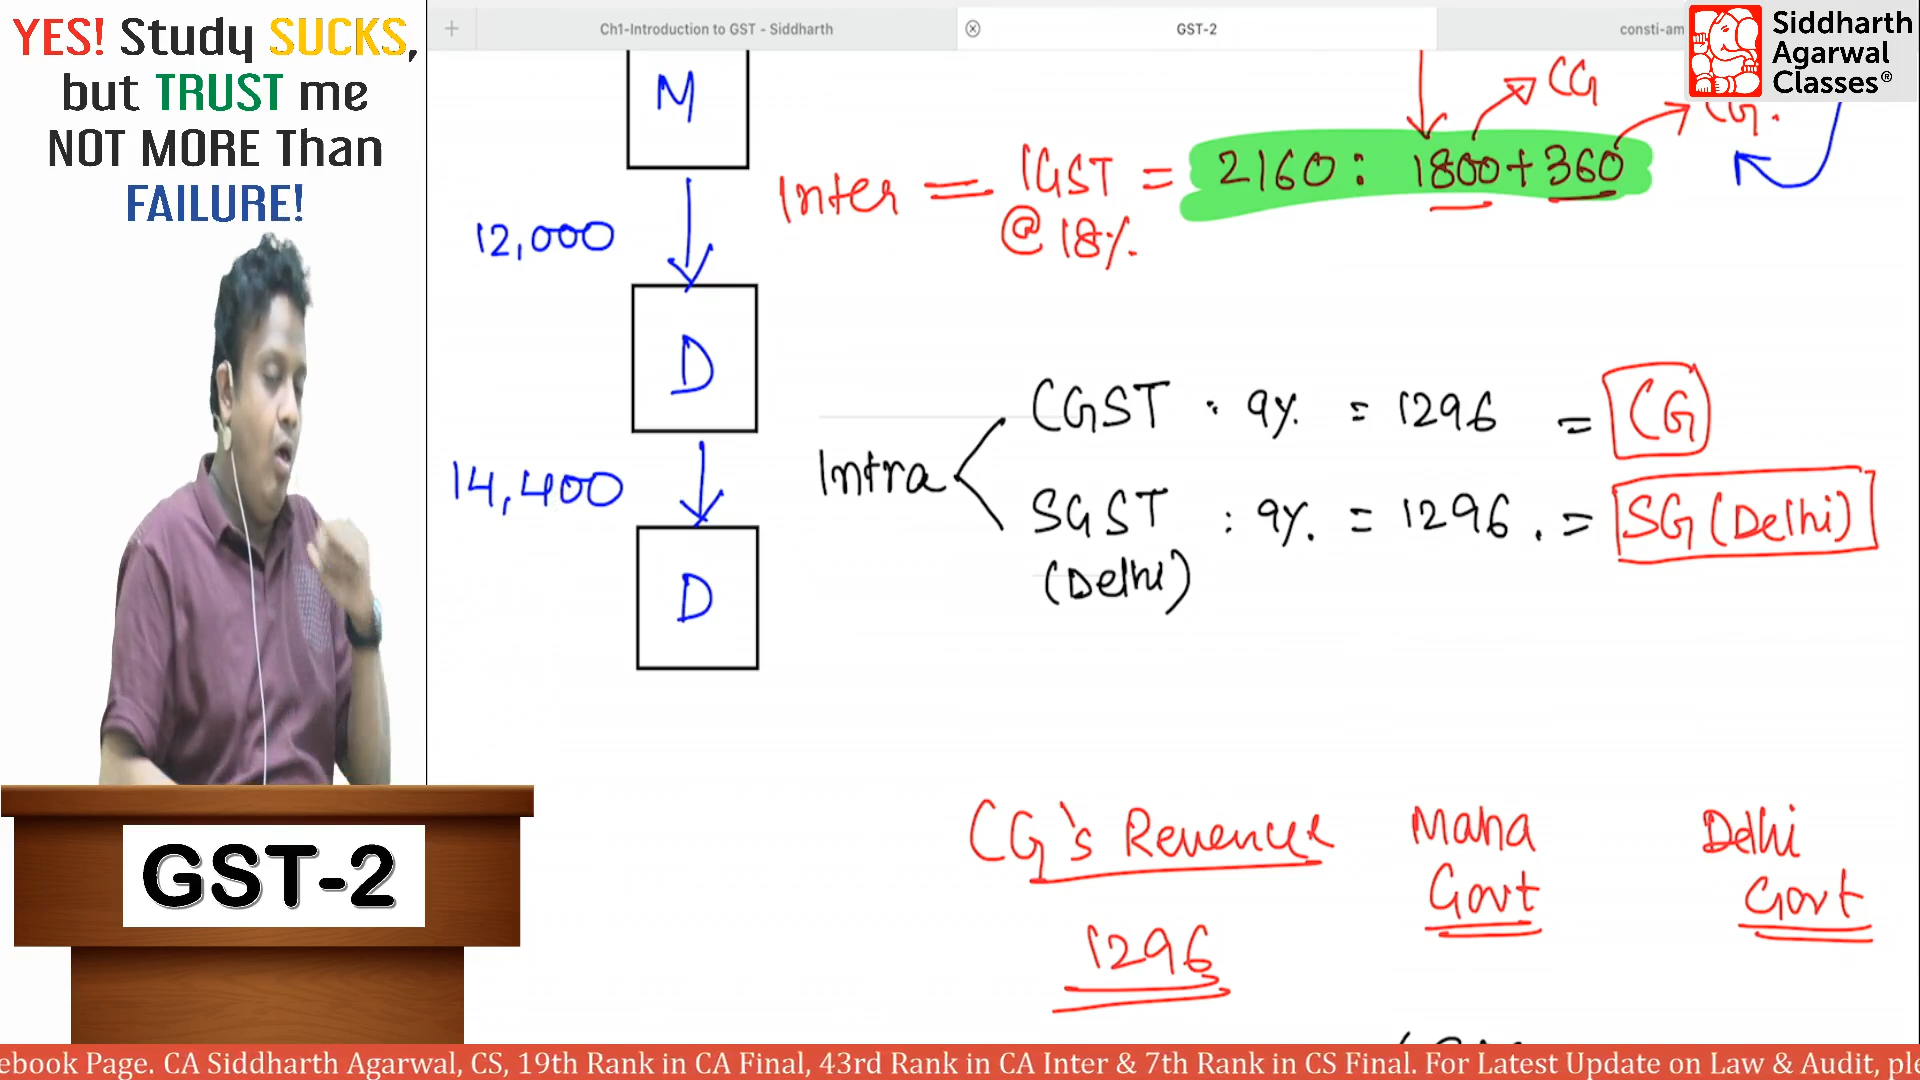 YES! Study SUCKS,
but TRUST me
NOT MORE Than
FAILURE!
Ch1-Introduction to GST - Siddharth
GST-2
consti-am
Siddharth
Agarwal
Classes®
M
CG
CG.
Inter = IGST = 2160 : 1800 + 360
@ 18%.
12,000
D
CGST : 9%. = 1296 = CG
14,400
Intra
SGST : 9%. = 1296. = SG (Delhi)
(Delhi)
D
CG's Revenue
Maha
Govt
Delhi
Govt
1296
GST-2
ebook Page. CA Siddharth Agarwal, CS, 19th Rank in CA Final, 43rd Rank in CA Inter & 7th Rank in CS Final. For Latest Update on Law & Audit, ple